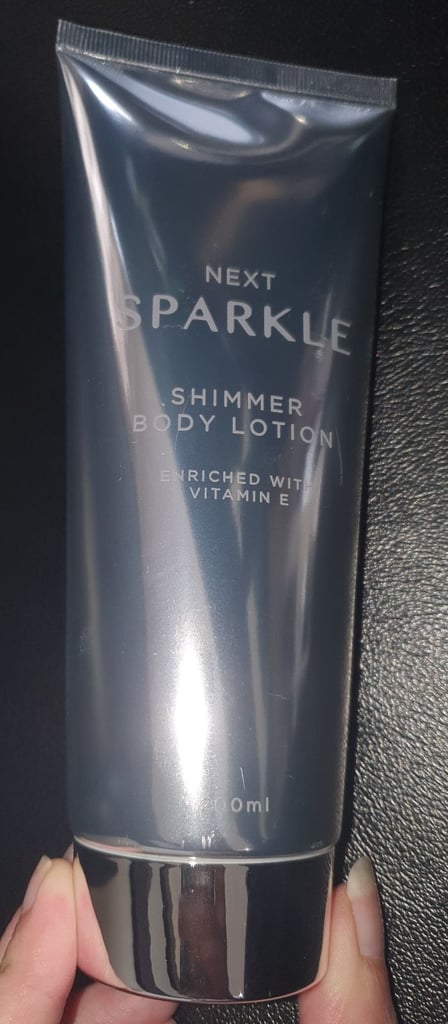 NEXT
SPARKLE
SHIMMER
BODY LOTION
ENRICHED WITH
VITAMIN E
200ml